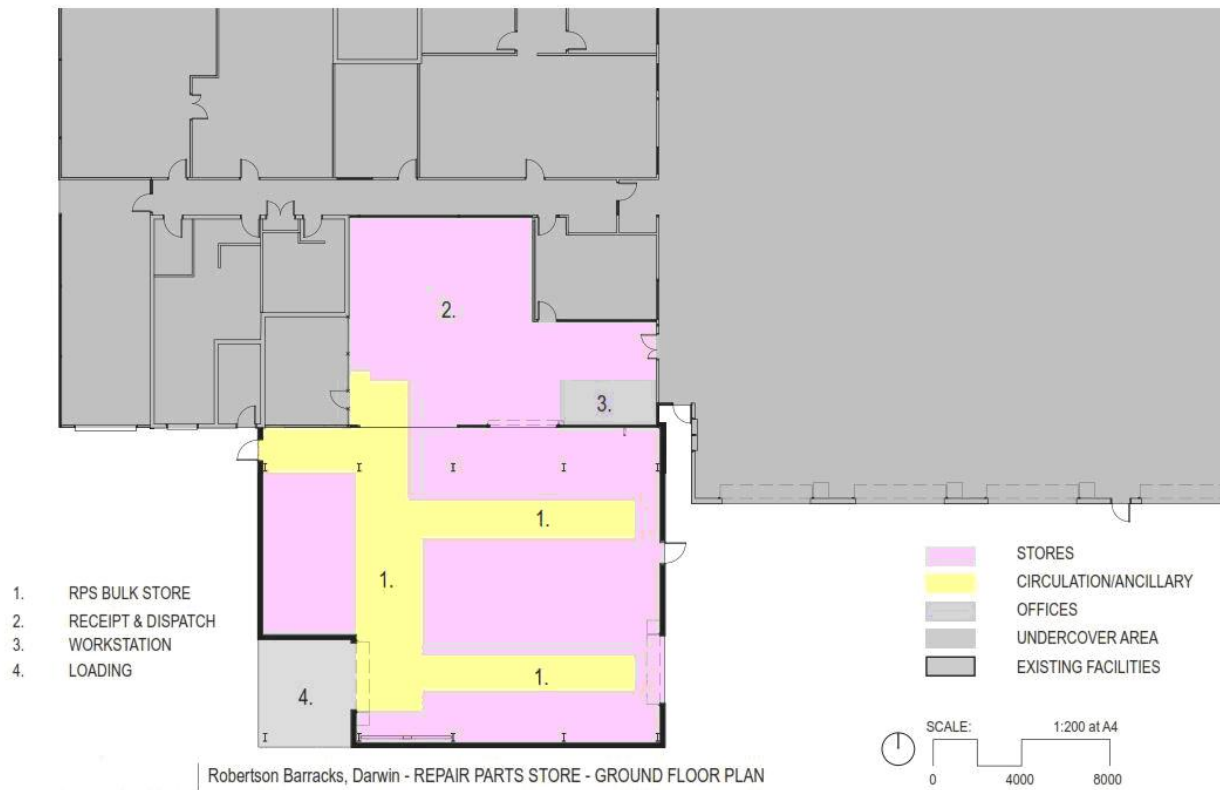 2.
3.
1.
1.
1.
4.
1. RPS BULK STORE
2. RECEIPT & DISPATCH
3. WORKSTATION
4. LOADING
STORES
CIRCULATION/ANCILLARY
OFFICES
UNDERCOVER AREA
EXISTING FACILITIES
SCALE: 1:200 at A4
0 4000 8000
Robertson Barracks, Darwin - REPAIR PARTS STORE - GROUND FLOOR PLAN